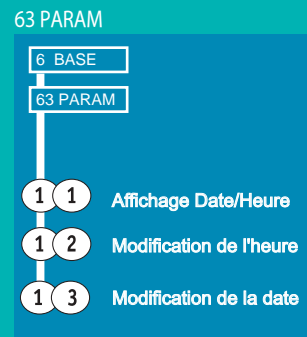 63 PARAM
6 BASE
63 PARAM
1 1 Affichage Date/Heure
1 2 Modification de l'heure
1 3 Modification de la date